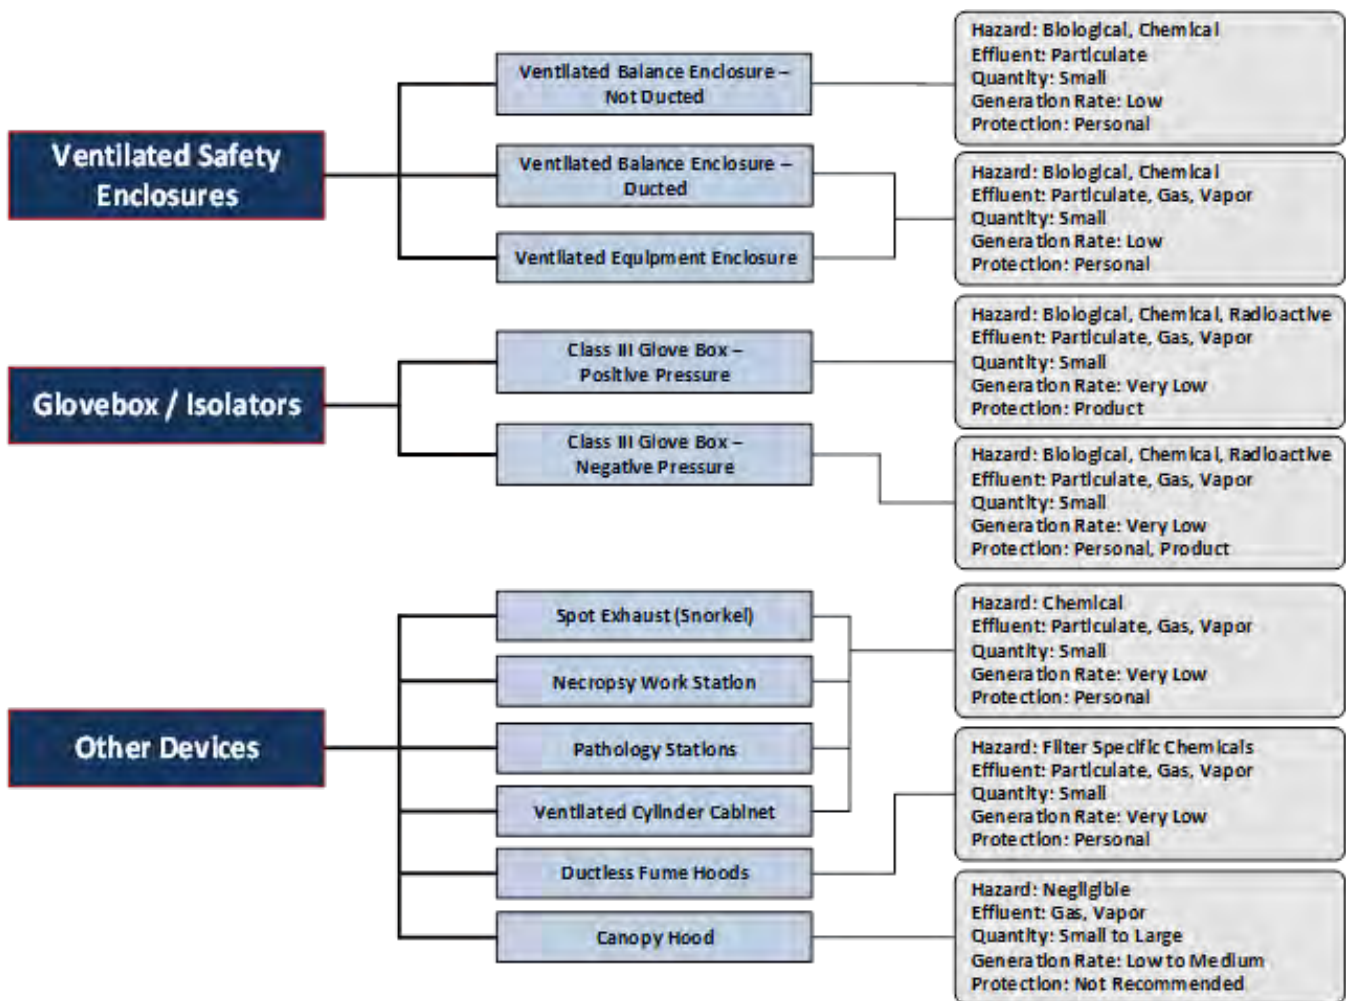 Ventilated Safety
Enclosures
Ventilated Balance Enclosure –
Not Ducted
Hazard: Biological, Chemical
Effluent: Particulate
Quantity: Small
Generation Rate: Low
Protection: Personal
Ventilated Balance Enclosure –
Ducted
Ventilated Equipment Enclosure
Hazard: Biological, Chemical
Effluent: Particulate, Gas, Vapor
Quantity: Small
Generation Rate: Low
Protection: Personal
Glovebox / Isolators
Class III Glove Box –
Positive Pressure
Hazard: Biological, Chemical, Radioactive
Effluent: Particulate, Gas, Vapor
Quantity: Small
Generation Rate: Very Low
Protection: Product
Class III Glove Box –
Negative Pressure
Hazard: Biological, Chemical, Radioactive
Effluent: Particulate, Gas, Vapor
Quantity: Small
Generation Rate: Very Low
Protection: Personal, Product
Other Devices
Spot Exhaust (Snorkel)
Necropsy Work Station
Pathology Stations
Ventilated Cylinder Cabinet
Hazard: Chemical
Effluent: Particulate, Gas, Vapor
Quantity: Small
Generation Rate: Very Low
Protection: Personal
Ductless Fume Hoods
Hazard: Filter Specific Chemicals
Effluent: Particulate, Gas, Vapor
Quantity: Small
Generation Rate: Very Low
Protection: Personal
Canopy Hood
Hazard: Negligible
Effluent: Gas, Vapor
Quantity: Small to Large
Generation Rate: Low to Medium
Protection: Not Recommended